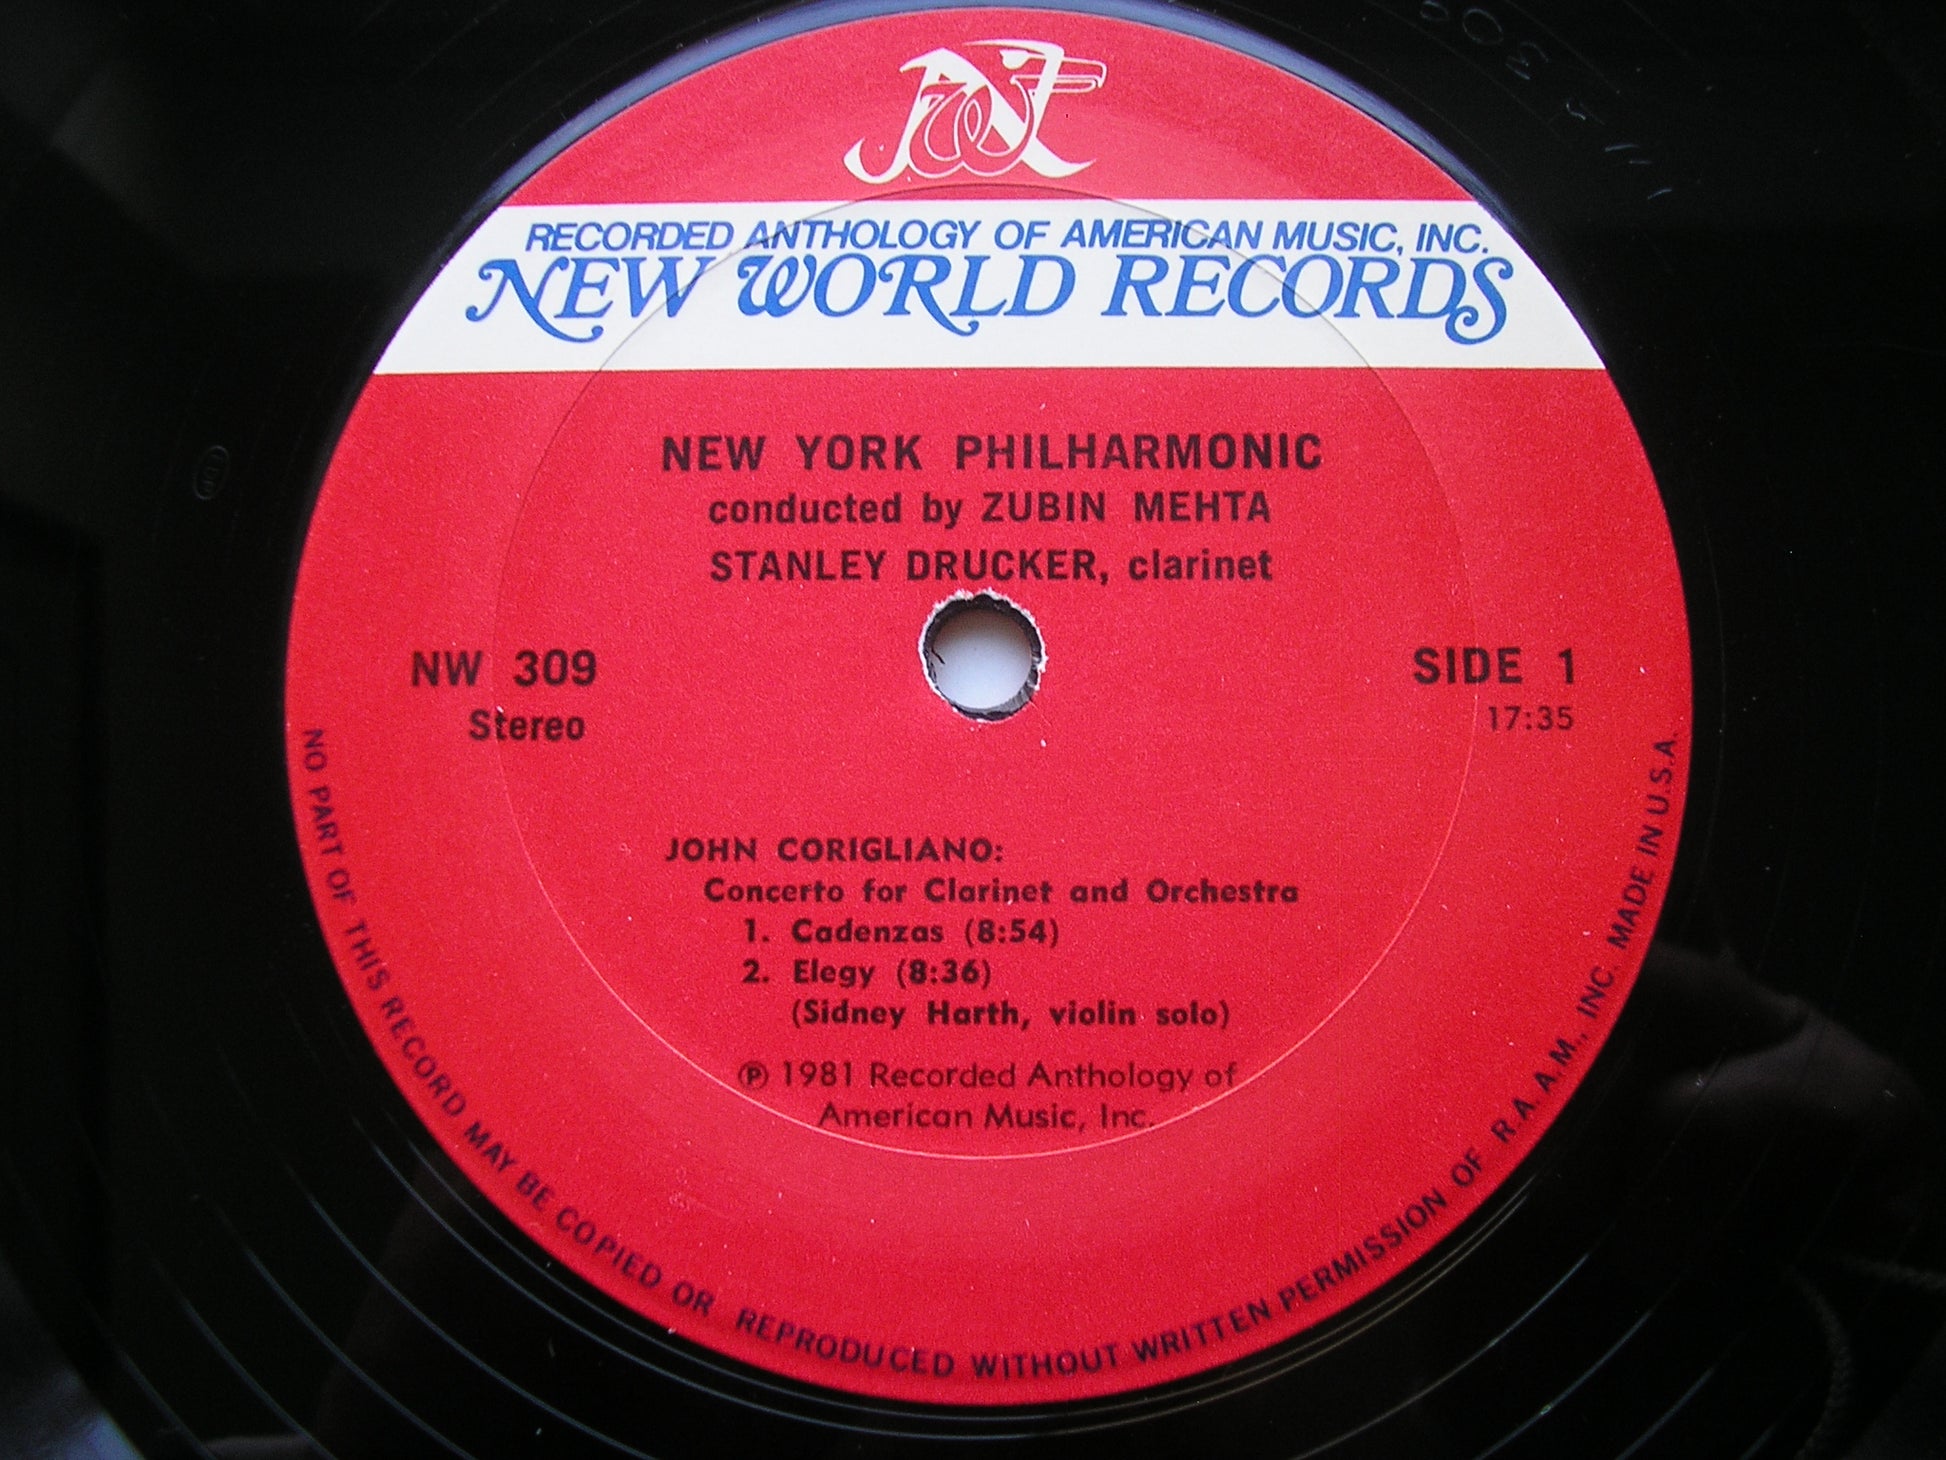 RECORDED ANTHOLOGY OF AMERICAN MUSIC, INC.
NEW WORLD RECORDS
NEW YORK PHILHARMONIC
conducted by ZUBIN MEHTA
STANLEY DRUCKER, clarinet
NW 309
Stereo
SIDE 1
17:35
JOHN CORIGLIANO:
Concerto for Clarinet and Orchestra
1. Cadenzas (8:54)
2. Elegy (8:36)
(Sidney Harth, violin solo)
℗ 1981 Recorded Anthology of
American Music, Inc.
NO PART OF THIS RECORD MAY BE COPIED OR REPRODUCED WITHOUT WRITTEN PERMISSION OF R.A.A.M., INC. MADE IN U.S.A.